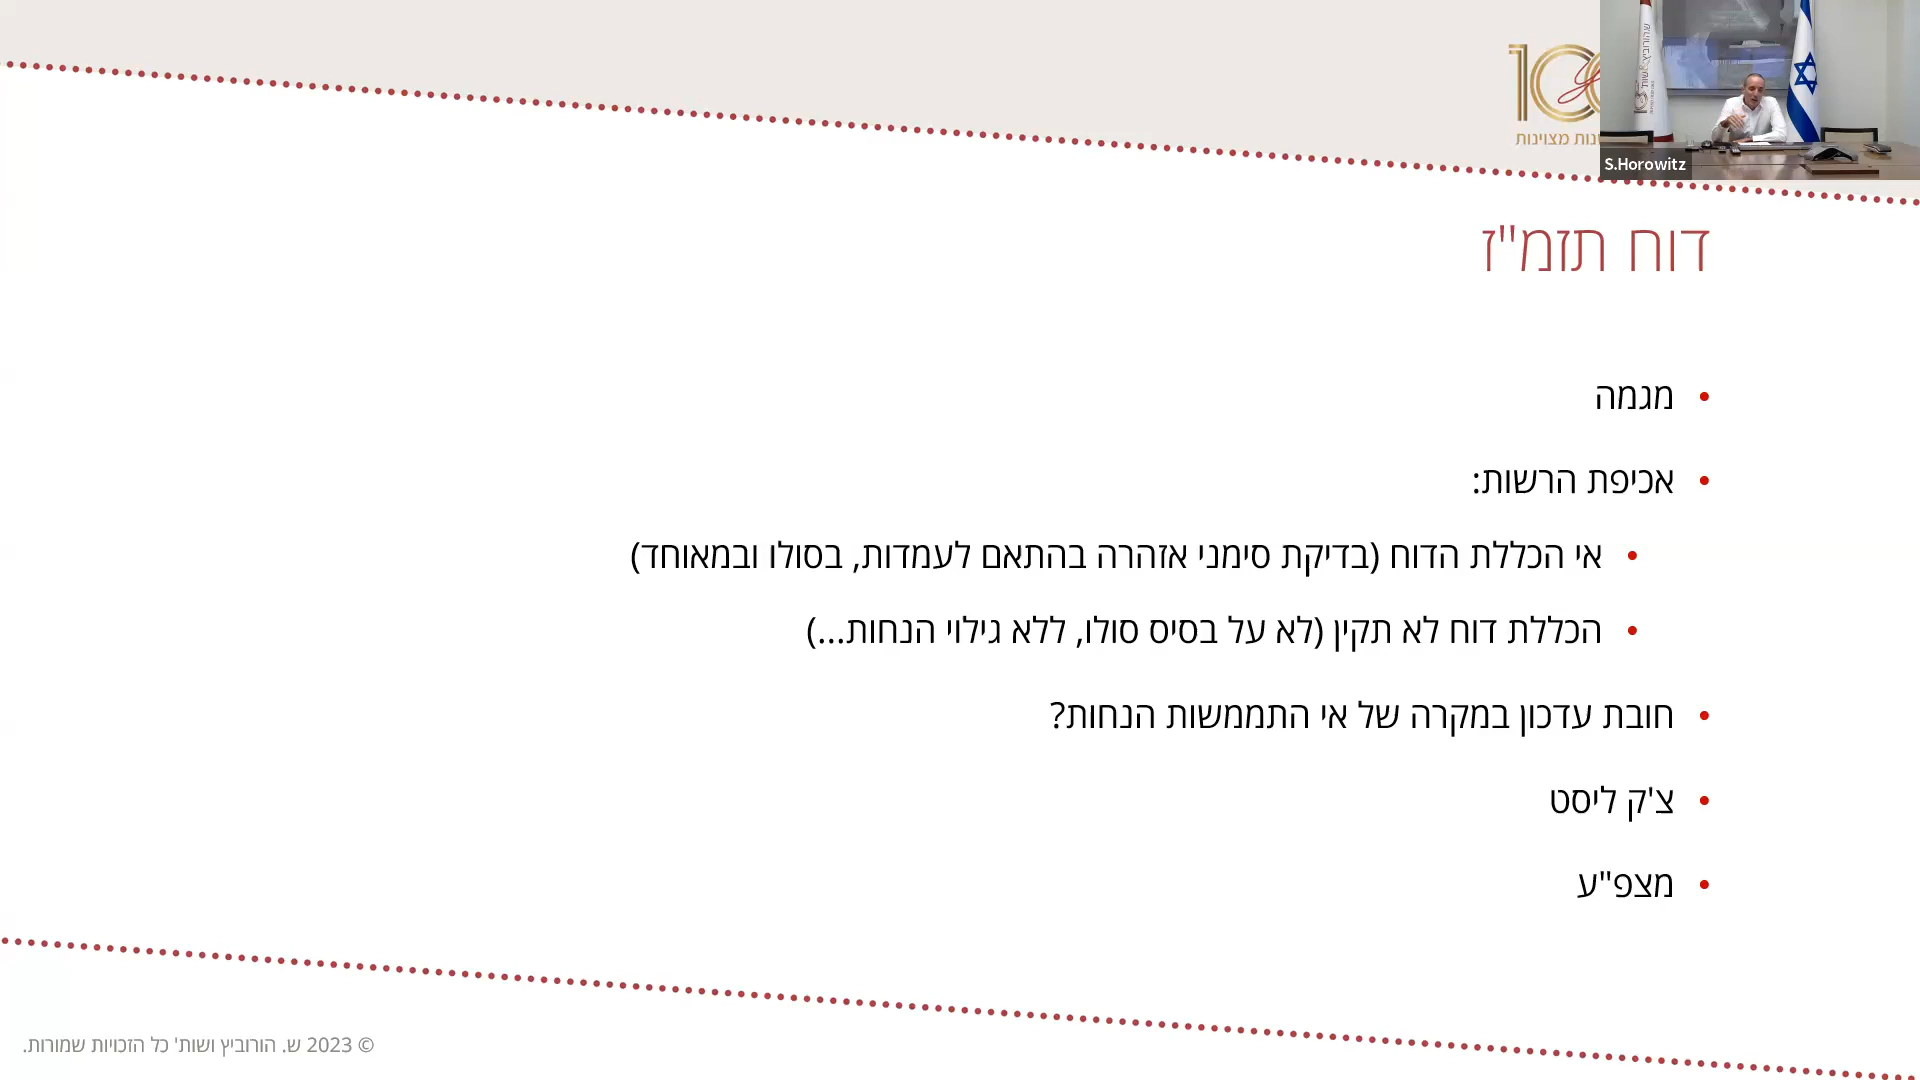 100
שנות מצוינות
S.Horowitz
דוח תזמ"ז
• מגמה
• אכיפת הרשות:
• אי הכללת הדוח (בדיקת סימני אזהרה בהתאם לעמדות, בסולו ובמאוחד)
• הכללת דוח לא תקין (לא על בסיס סולו, ללא גילוי הנחות...)
• חובת עדכון במקרה של אי התממשות הנחות?
• צ'ק ליסט
• מצפ"ע
© 2023 ש. הורוביץ ושות' כל הזכויות שמורות.